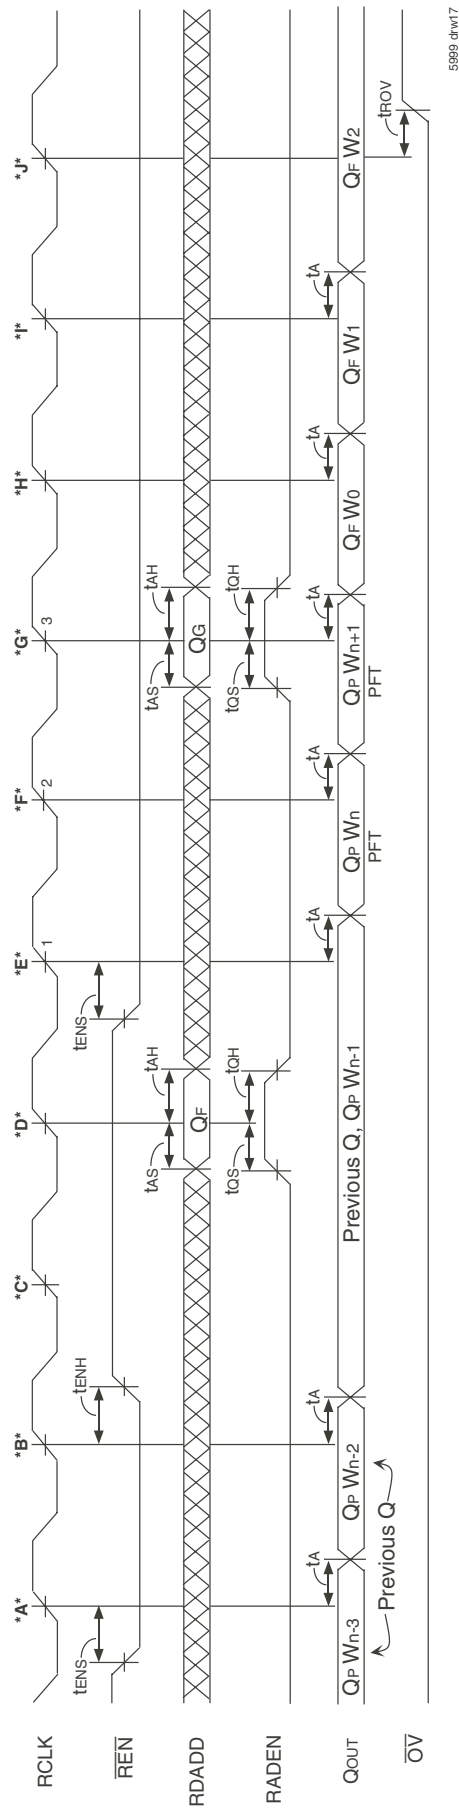 *A* *B* *C* *D* *E* *F* *G* *H* *I* *J*
RCLK 1 2 3
tENS tENH tENS
REN
tAS tAH tAS tAH
RDADD QF QG
tQS tQH tQS tQH
RADEN
tA tA tA tA tA tA tA
QOUT QP Wn-3 QP Wn-2 Previous Q, QP Wn-1 QP Wn QP Wn+1 QF W0 QF W1 QF W2
PFT PFT
Previous Q
tROV
OV
5999 drw17